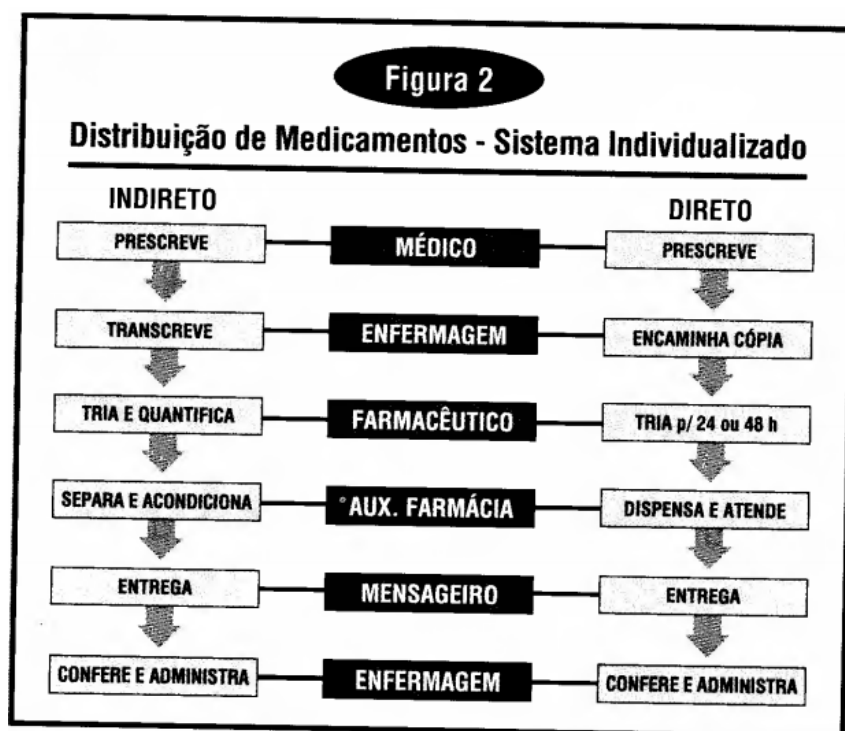 Figura 2
Distribuição de Medicamentos - Sistema Individualizado
INDIRETO
DIRETO
PRESCREVE
MÉDICO
PRESCREVE
TRANSCREVE
ENFERMAGEM
ENCAMINHA CÓPIA
TRIA E QUANTIFICA
FARMACÊUTICO
TRIA p/ 24 ou 48 h
SEPARA E ACONDICIONA
AUX. FARMÁCIA
DISPENSA E ATENDE
ENTREGA
MENSAGEIRO
ENTREGA
CONFERE E ADMINISTRA
ENFERMAGEM
CONFERE E ADMINISTRA